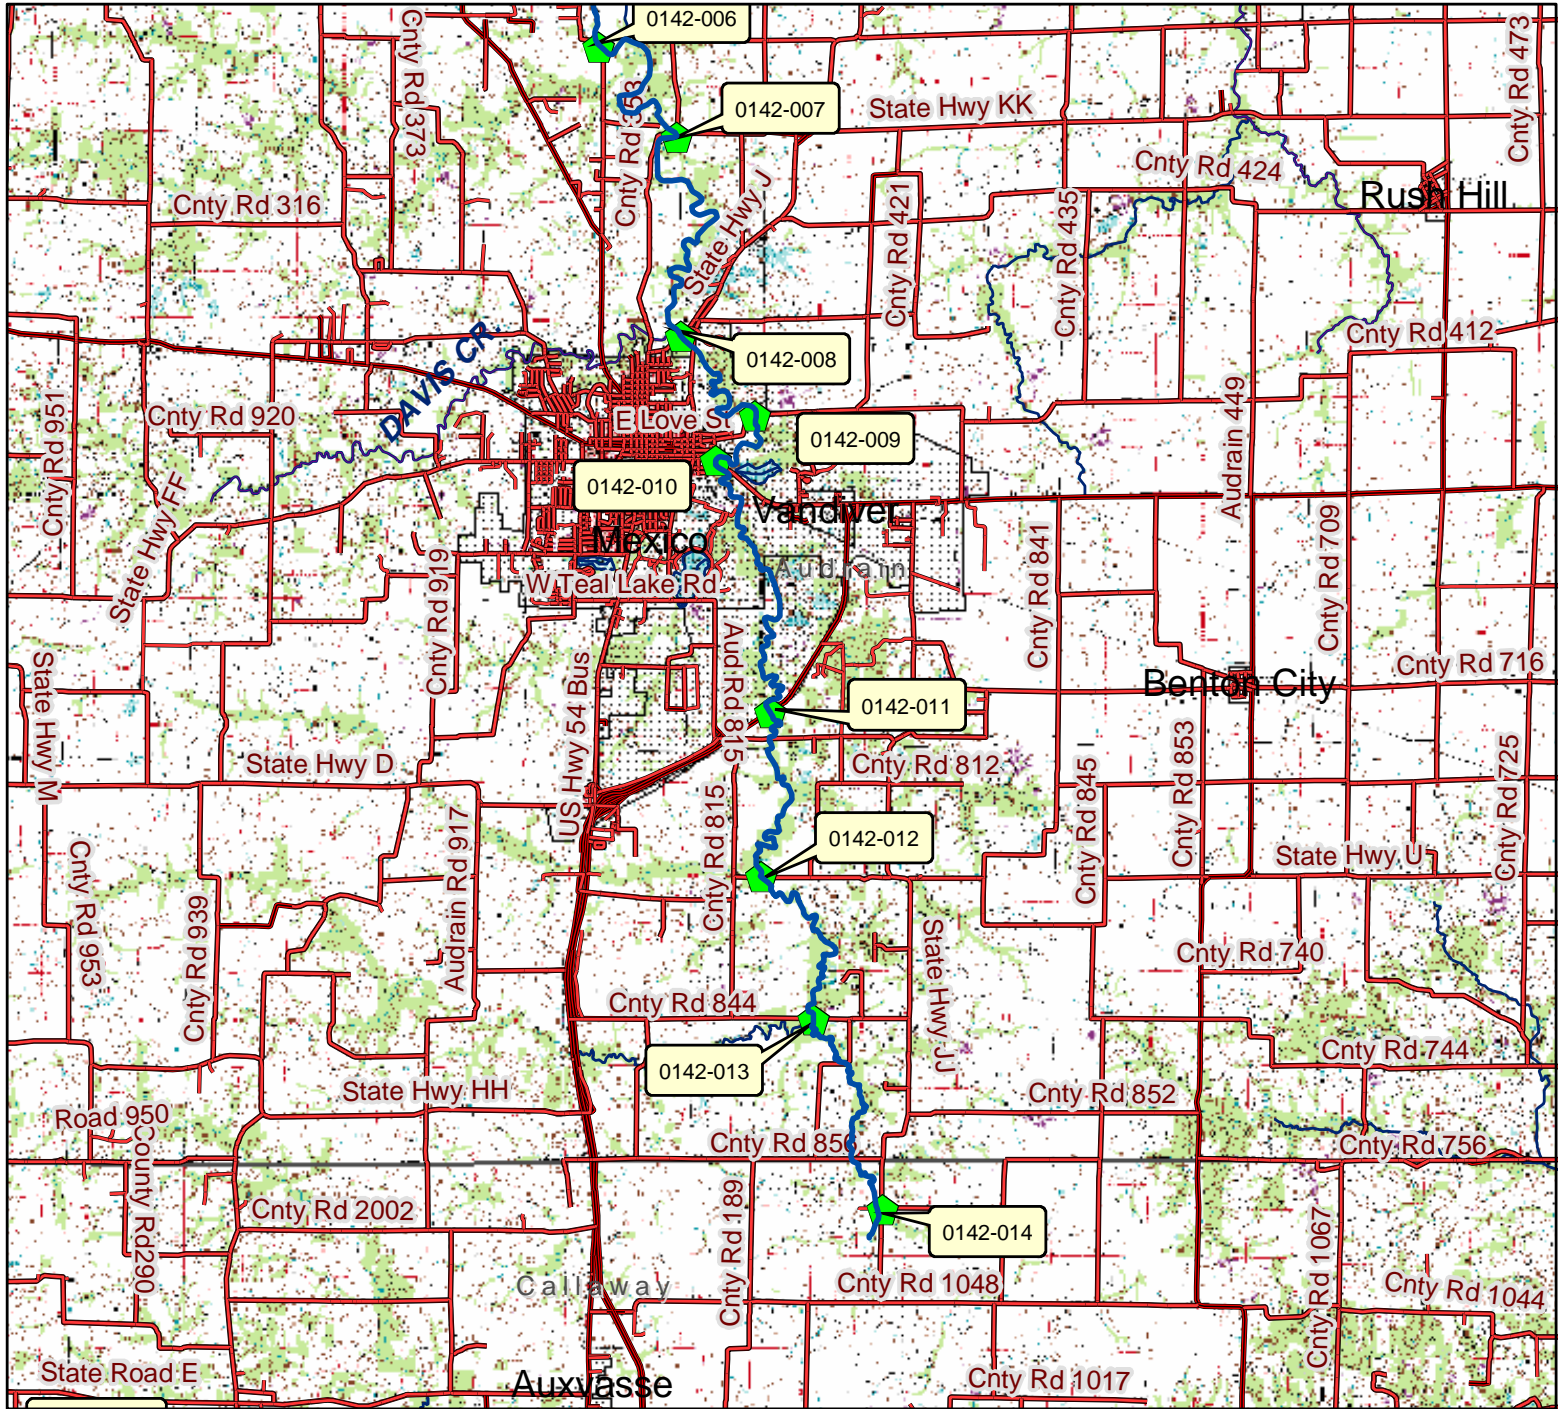 0142-006
Cnty Rd 373
Cnty Rd 473
0142-007
State Hwy KK
Cnty Rd 353
Cnty Rd 424
Rush Hill
Cnty Rd 316
State Hwy J
Cnty Rd 421
Cnty Rd 435
DAVIS CR.
Cnty Rd 412
0142-008
Cnty Rd 951
Cnty Rd 920
E Love St
0142-009
Audrain 449
0142-010
State Hwy FF
Vandiver
Mexico
Audrain
W Teal Lake Rd
Cnty Rd 919
Cnty Rd 841
Cnty Rd 709
State Hwy M
Aud Rd 815
Cnty Rd 716
Benton City
US Hwy 54 Bus
0142-011
State Hwy D
Cnty Rd 812
Cnty Rd 845
Cnty Rd 853
Cnty Rd 725
Cnty Rd 815
0142-012
State Hwy U
Cnty Rd 953
Cnty Rd 939
Audrain Rd 917
State Hwy JJ
Cnty Rd 740
Cnty Rd 844
0142-013
Cnty Rd 744
State Hwy HH
Cnty Rd 852
Road 950
Cnty Rd 856
Cnty Rd 756
County Rd290
Cnty Rd 2002
Cnty Rd 189
0142-014
Cnty Rd 1067
Callaway
Cnty Rd 1048
Cnty Rd 1044
State Road E
Auxvasse
Cnty Rd 1017